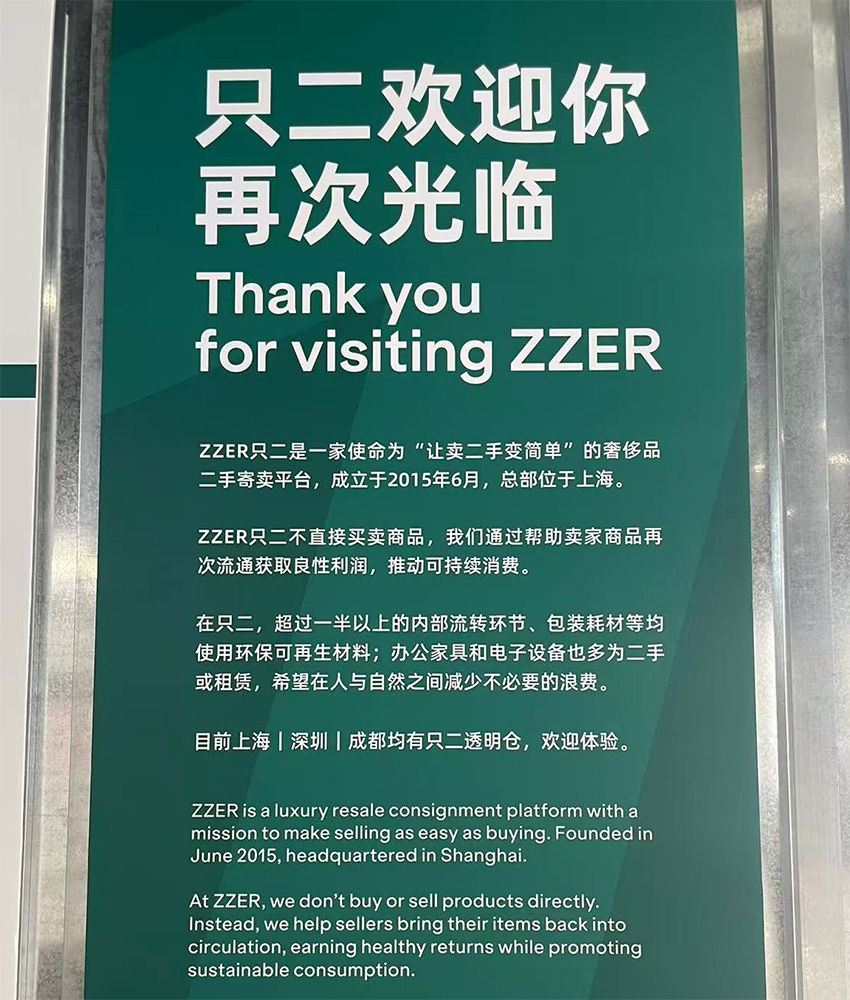 只二欢迎你
再次光临
Thank you
for visiting ZZER
ZZER只二是一家使命为“让卖二手变简单”的奢侈品
二手寄卖平台，成立于2015年6月，总部位于上海。
ZZER只二不直接买卖商品，我们通过帮助卖家商品再
次流通获取良性利润，推动可持续消费。
在只二，超过一半以上的内部流转环节、包装耗材等均
使用环保可再生材料；办公家具和电子设备也多为二手
或租赁，希望在人与自然之间减少不必要的浪费。
目前上海｜深圳｜成都均有只二透明仓，欢迎体验。
ZZER is a luxury resale consignment platform with a
mission to make selling as easy as buying. Founded in
June 2015, headquartered in Shanghai.
At ZZER, we don’t buy or sell products directly.
Instead, we help sellers bring their items back into
circulation, earning healthy returns while promoting
sustainable consumption.